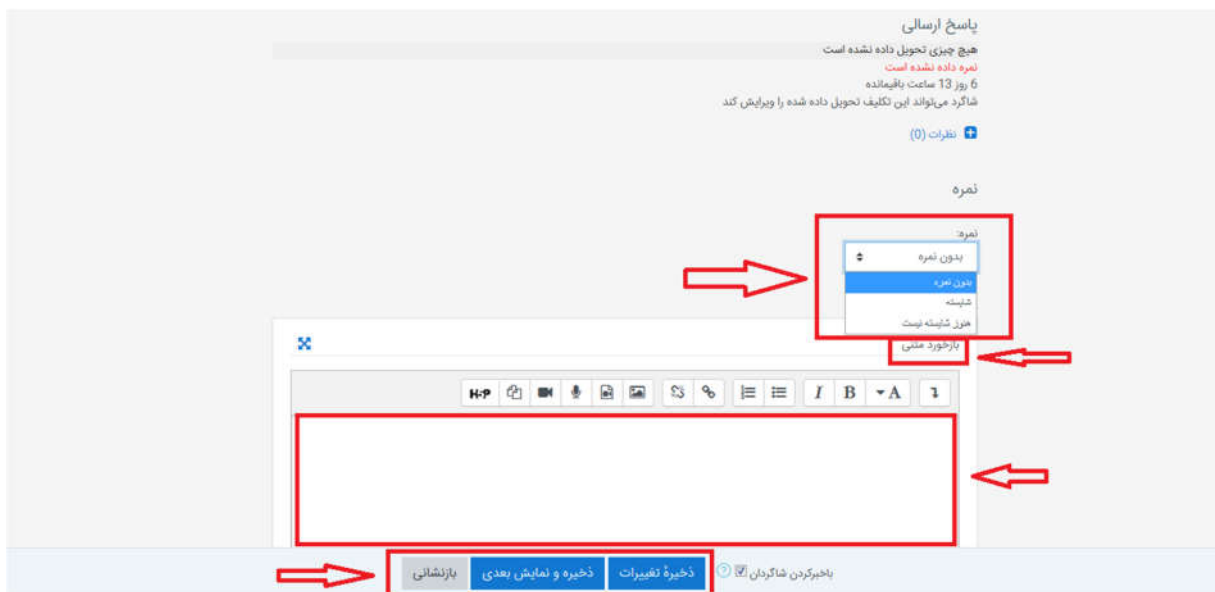 پاسخ ارسالی
هیچ چیزی تحویل داده نشده است
نمره داده نشده است
6 روز 13 ساعت باقیمانده
شاگرد می‌تواند این تکلیف تحویل داده شده را ویرایش کند
نظرات (0)
نمره
نمره:
بدون نمره
بدون نمره
شایسته
هنوز شایسته نیست
بازخورد متنی
A B I H5P
باخبرکردن شاگردان ذخیرهٔ تغییرات ذخیره و نمایش بعدی بازنشانی